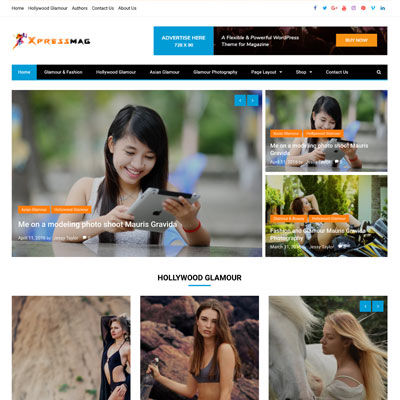 Home Hollywood Glamour Authors Contact Us About Us
XPRESSMAG
ADVERTISE HERE
728 X 90
A Flexible & Powerful WordPress
Theme for Magazine
BUY NOW
Home Glamour & Fashion Hollywood Glamour Asian Glamour Glamour Photography Page Layout Shop Contact Us
Asian Glamour Hollywood Glamour
Me on a modeling photo shoot Mauris Gravida
April 11, 2016 by Jessy Taylor
Asian Glamour Hollywood Glamour
Me on a modeling photo shoot Mauris
Gravida
April 11, 2016 by Jessy Taylor
Glamour & Beauty Hollywood Glamour
Fashion and Glamour Mauris Gravida
Photography
March 31, 2016 by Jessy Taylor
HOLLYWOOD GLAMOUR